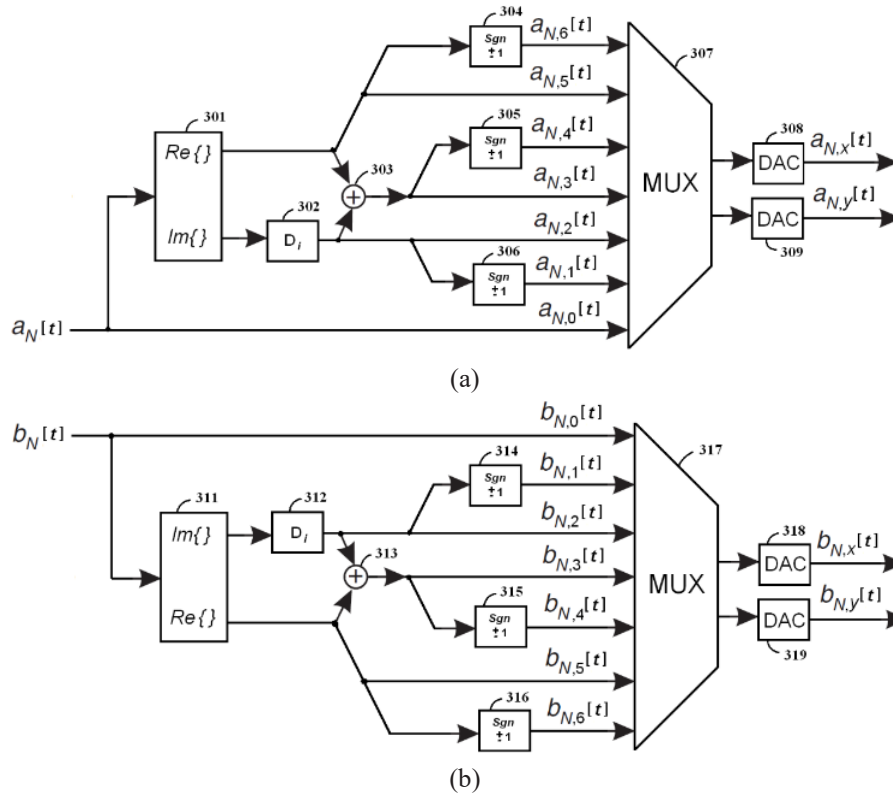 304
Sgn
±1
a_{N,6}[t]
307
a_{N,5}[t]
301
Re{}
305
Sgn
±1
a_{N,4}[t]
308
DAC
a_{N,x}[t]
303
+
a_{N,3}[t]
MUX
302
Im{}
D_i
a_{N,2}[t]
DAC
a_{N,y}[t]
306
Sgn
±1
a_{N,1}[t]
309
a_N[t]
a_{N,0}[t]
(a)
b_N[t]
b_{N,0}[t]
317
314
Sgn
±1
b_{N,1}[t]
311
312
Im{}
D_i
b_{N,2}[t]
318
DAC
b_{N,x}[t]
313
+
b_{N,3}[t]
MUX
315
Sgn
±1
b_{N,4}[t]
Re{}
DAC
b_{N,y}[t]
319
b_{N,5}[t]
316
Sgn
±1
b_{N,6}[t]
(b)